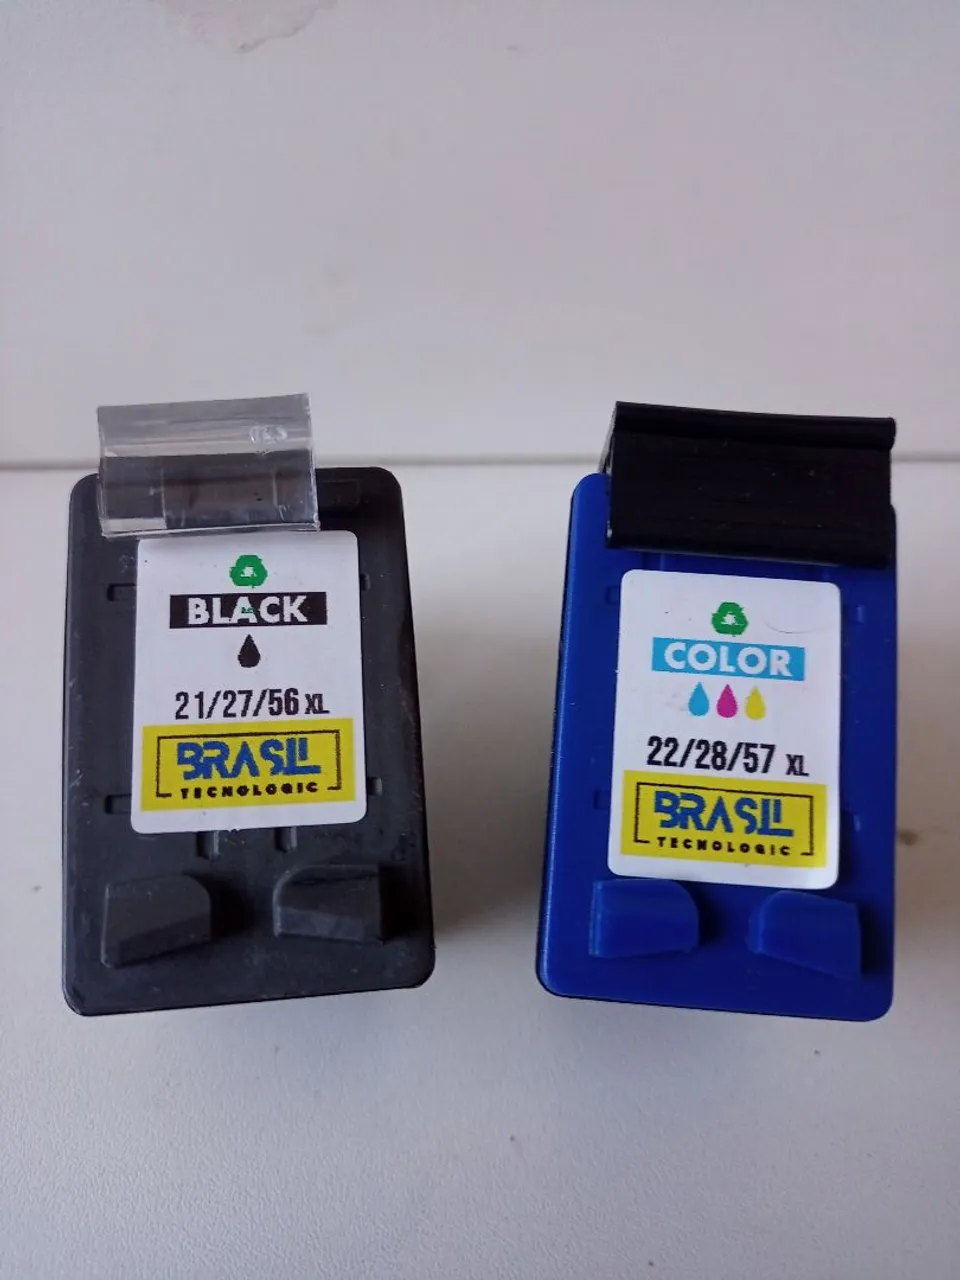 BLACK
21/27/56 XL
BRASIL
TECNOLOGIC
COLOR
22/28/57 XL
BRASIL
TECNOLOGIC